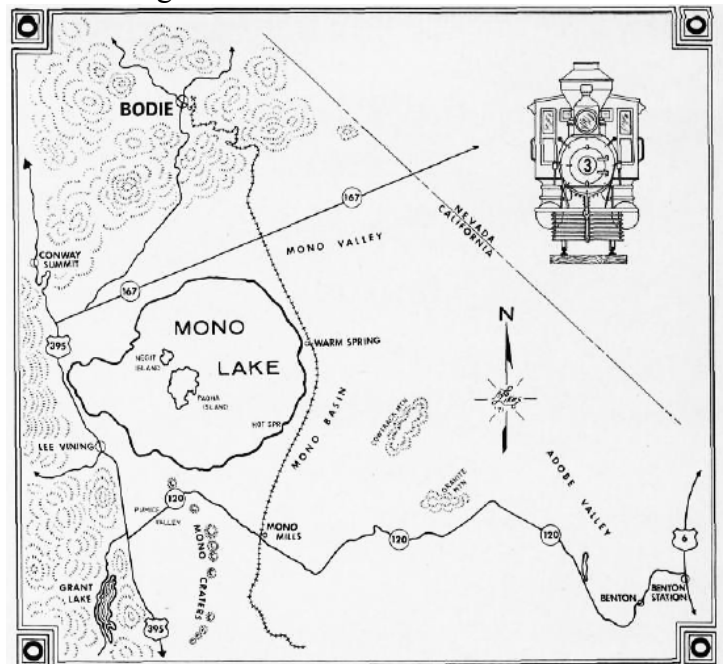 BODIE
3
167
NEVADA
CALIFORNIA
MONO VALLEY
CONWAY
SUMMIT
167
395
MONO
LAKE
NEGIT
ISLAND
PAOHA
ISLAND
WARM SPRING
N
HOT SPR
MONO BASIN
COWTRACK MTN
LEE VINING
GRANITE
MTN
ADOBE VALLEY
120
PUMICE
VALLEY
MONO
MILLS
120
120
6
MONO CRATERS
GRANT
LAKE
BENTON
BENTON
STATION
395